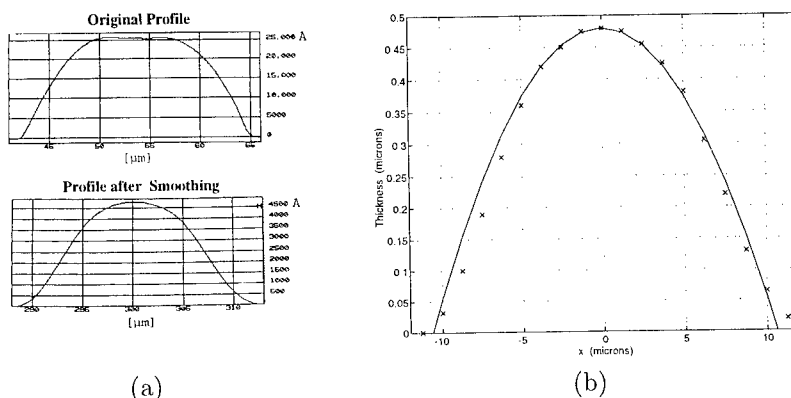 Original Profile
25.000 A
20.000
15.000
10.000
5000
0
45 50 55 60 65
[µm]
Profile after Smoothing
4500 A
4000
3500
3000
2500
2000
1500
1000
500
290 295 300 305 310
[µm]
(a)
0.5
0.45
0.4
0.35
0.3
0.25
0.2
0.15
0.1
0.05
0
Thickness (microns)
-10 -5 0 5 10
x (microns)
(b)